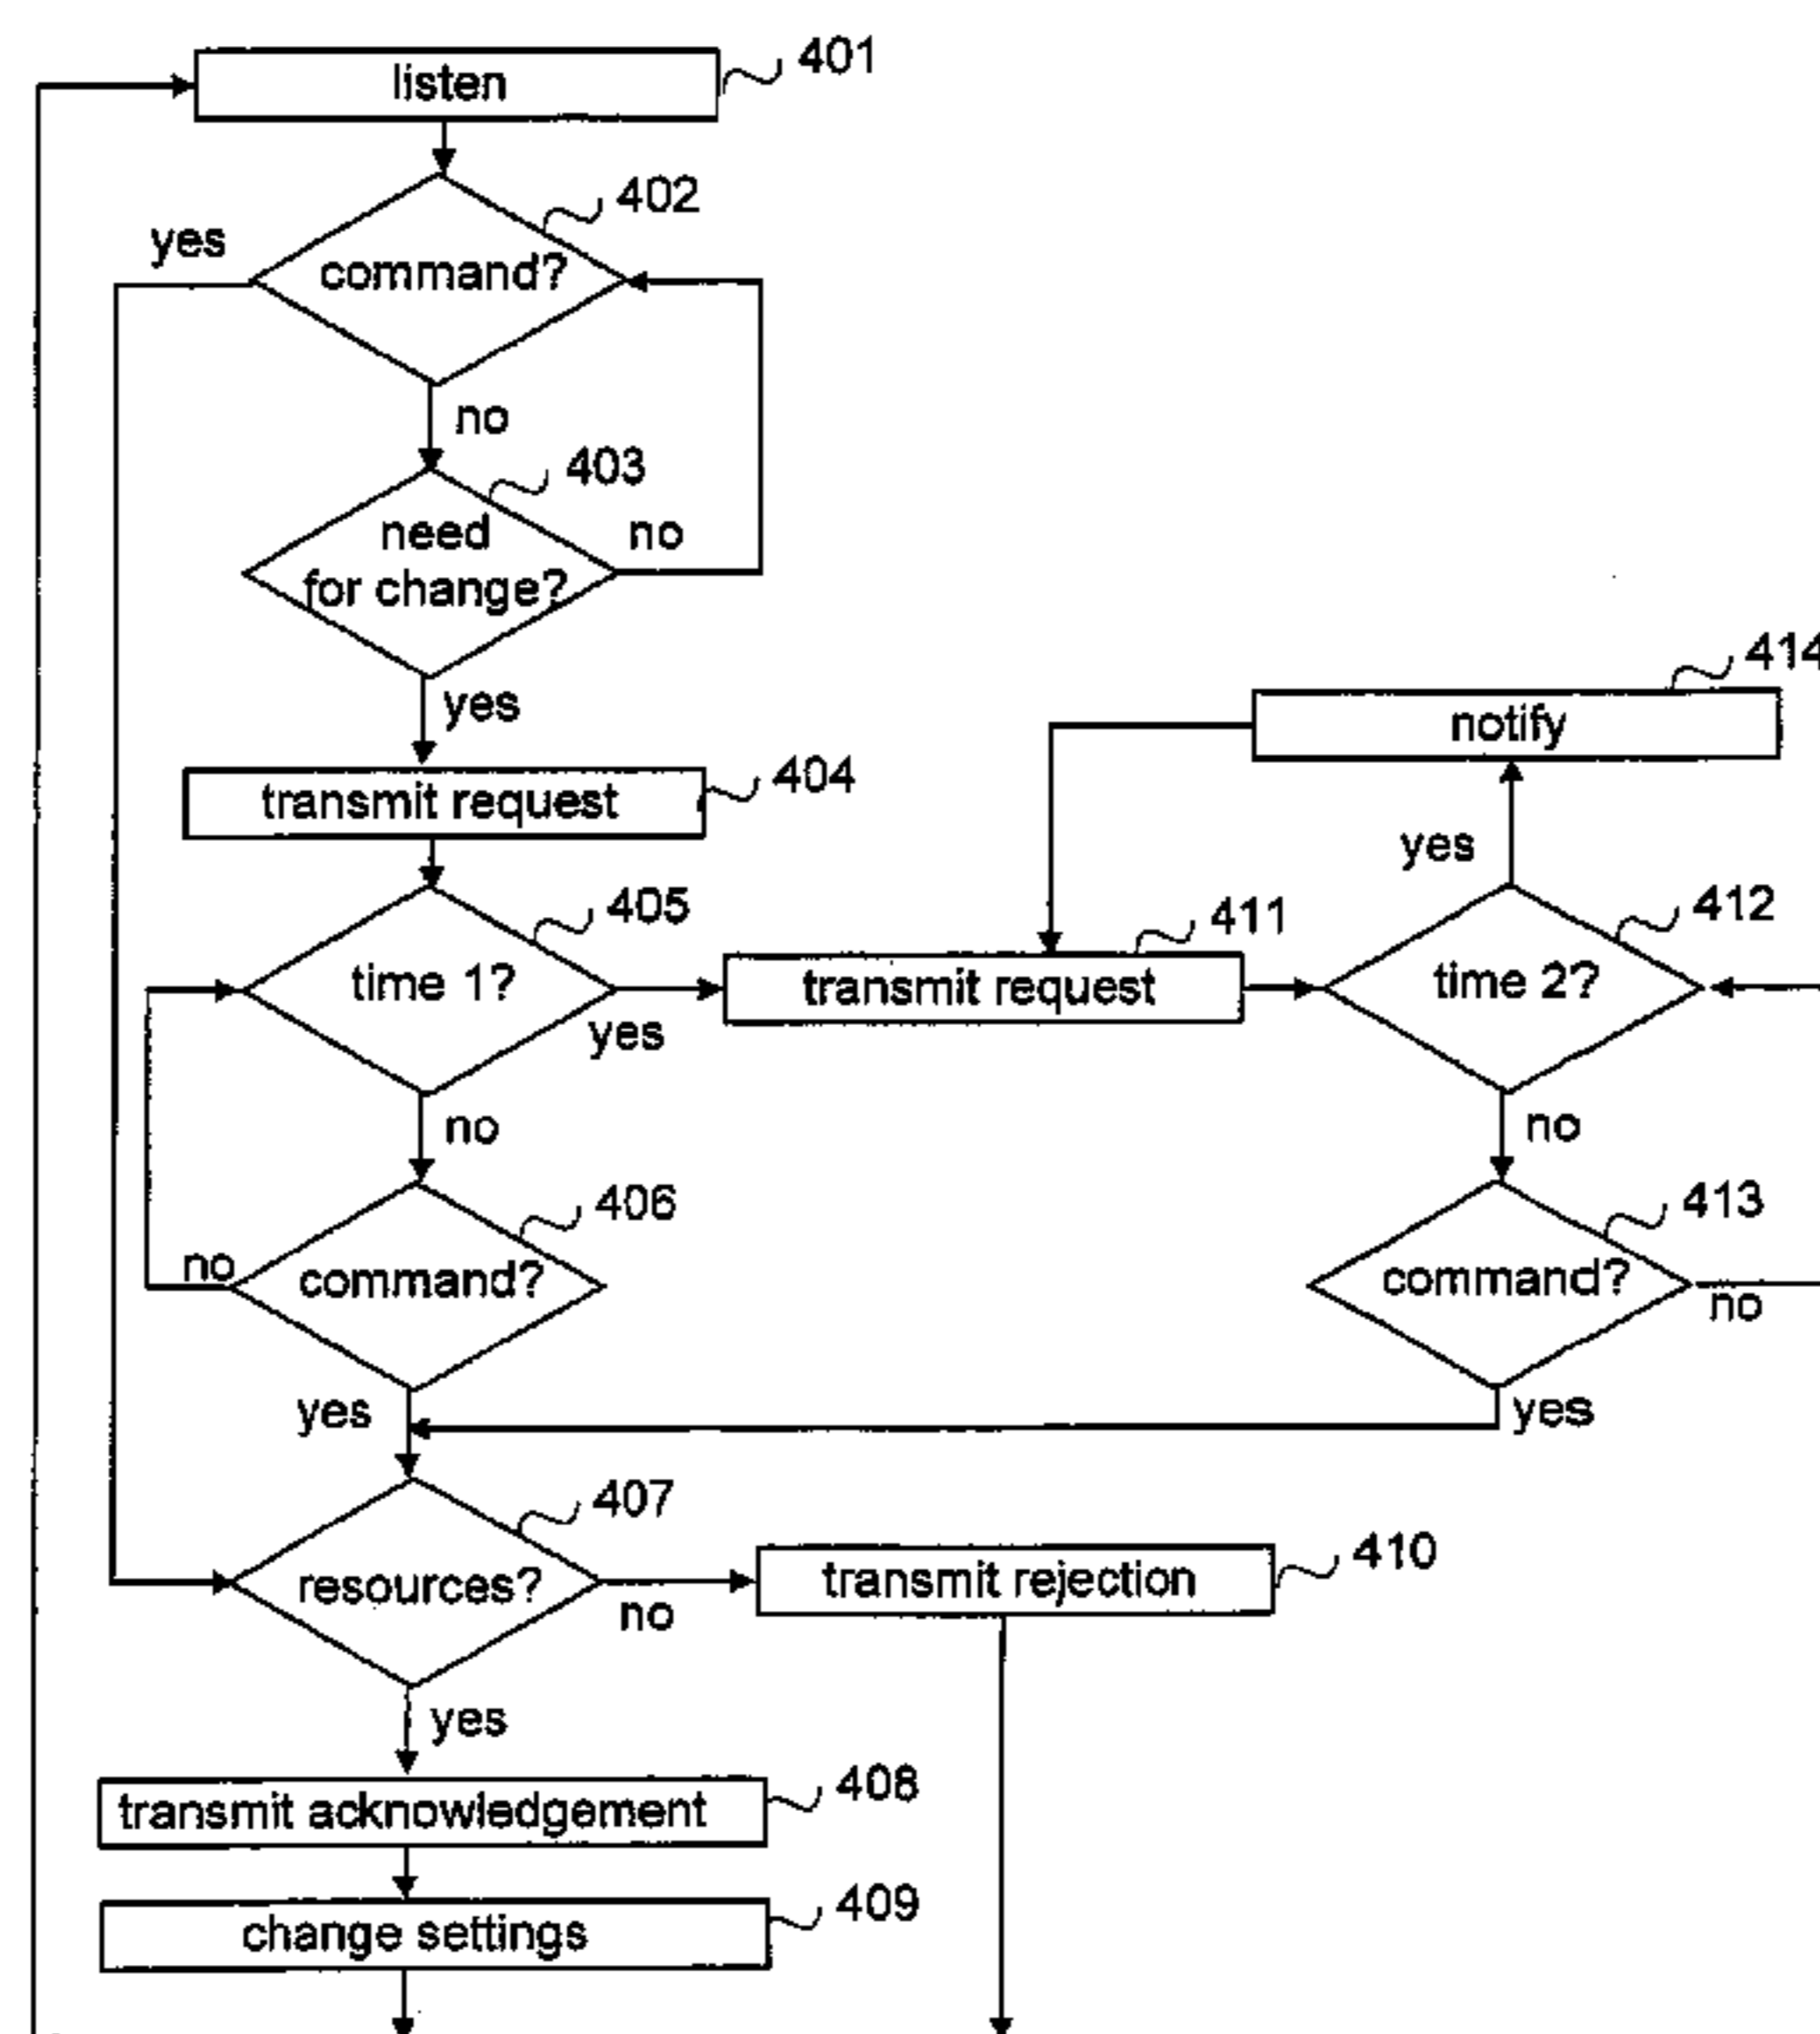 listen
401
402
yes
command?
no
403
need
for change?
no
yes
414
notify
transmit request
404
yes
405
411
412
time 1?
transmit request
time 2?
yes
no
no
406
413
no
command?
command?
no
yes
yes
407
410
resources?
transmit rejection
no
yes
408
transmit acknowledgement
409
change settings